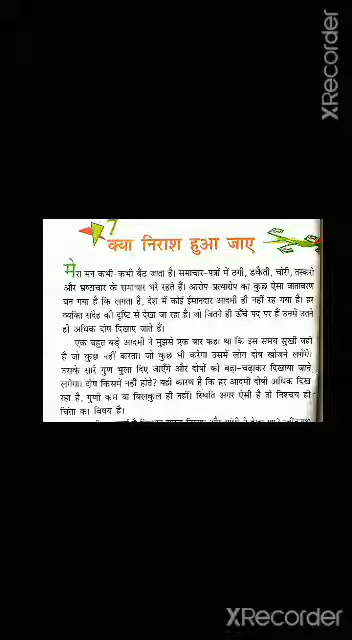 XRecorder
7
क्या निराश हुआ जाए
मेरा मन कभी-कभी बैठ जाता है। समाचार-पत्रों में ठगी, डकैती, चोरी, तस्करी
और भ्रष्टाचार के समाचार भरे रहते हैं। आरोप-प्रत्यारोप का कुछ ऐसा वातावरण
बन गया है कि लगता है, देश में कोई ईमानदार आदमी ही नहीं रह गया है। हर
व्यक्ति संदेह की दृष्टि से देखा जा रहा है। जो जितने ही ऊँचे पद पर हैं उनमें उतने
ही अधिक दोष दिखाए जाते हैं।
एक बहुत बड़े आदमी ने मुझसे एक बार कहा था कि इस समय सुखी वही
है जो कुछ नहीं करता। जो कुछ भी करेगा उसमें लोग दोष खोजने लगेंगे।
उसके सारे गुण भुला दिए जाएँगे और दोषों को बढ़ा-चढ़ाकर दिखाया जाने
लगेगा। दोष किसमें नहीं होते? यही कारण है कि हर आदमी दोषी अधिक दिख
रहा है, गुणी कम या बिलकुल ही नहीं। स्थिति अगर ऐसी है तो निश्चय ही
चिंता का विषय है।
XRecorder